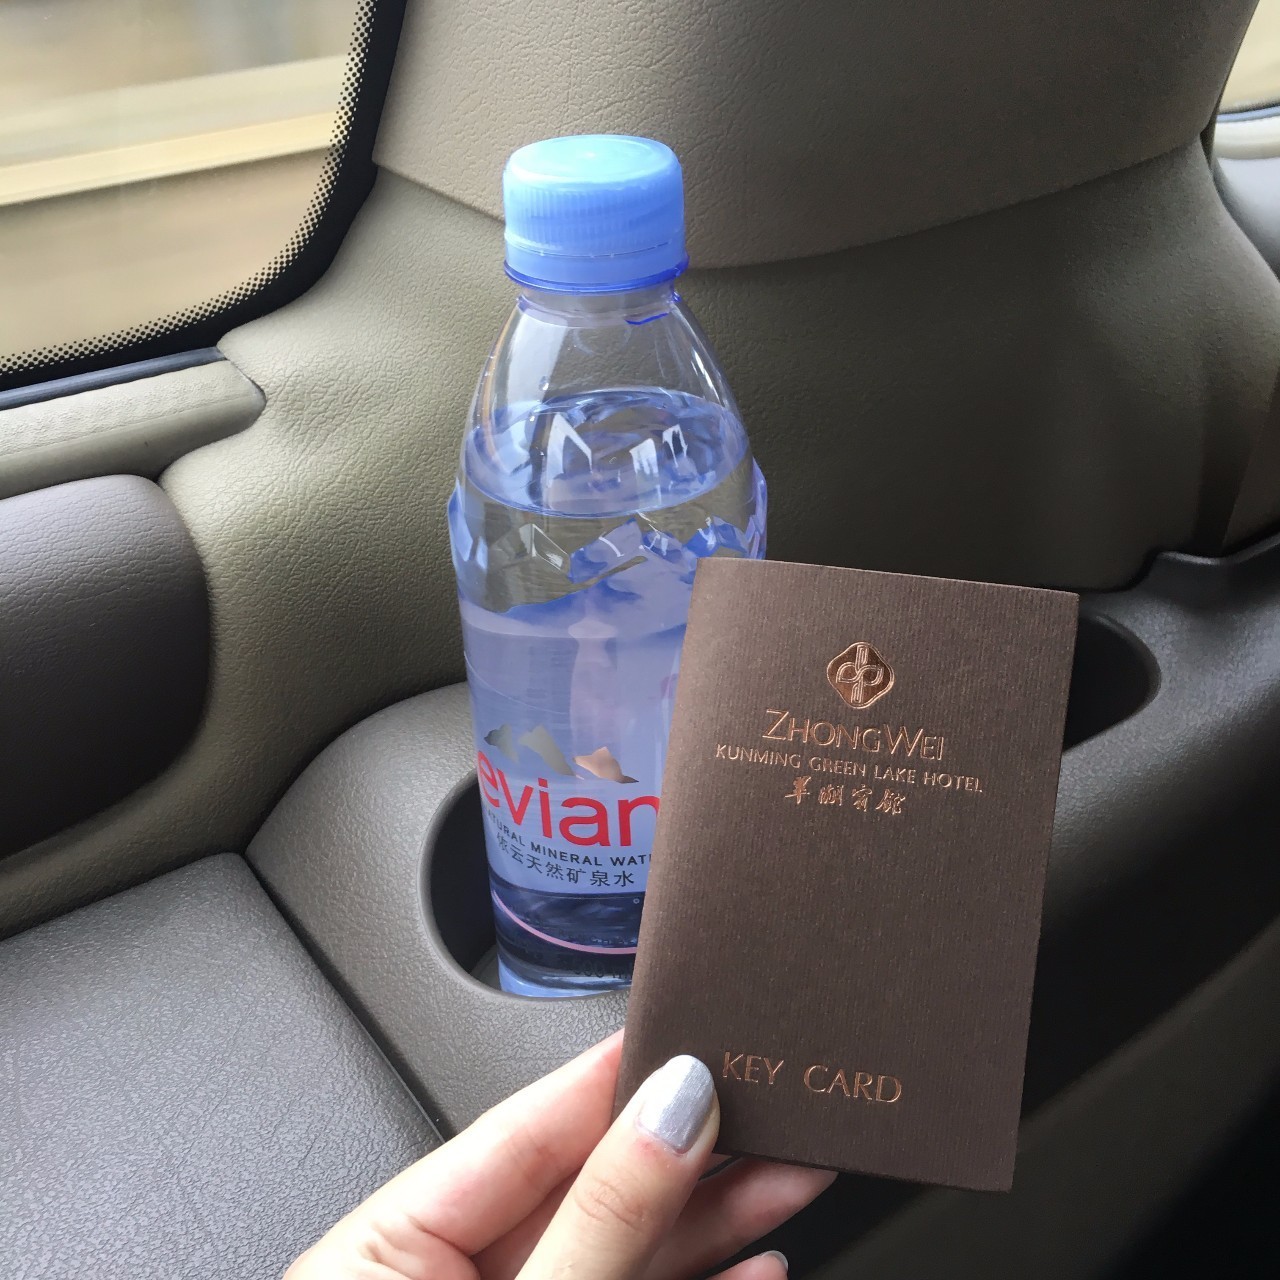 evian
NATURAL MINERAL WAT
依云天然矿泉水
ZHONGWEI
KUNMING GREEN LAKE HOTEL
翠湖宾馆
KEY CARD